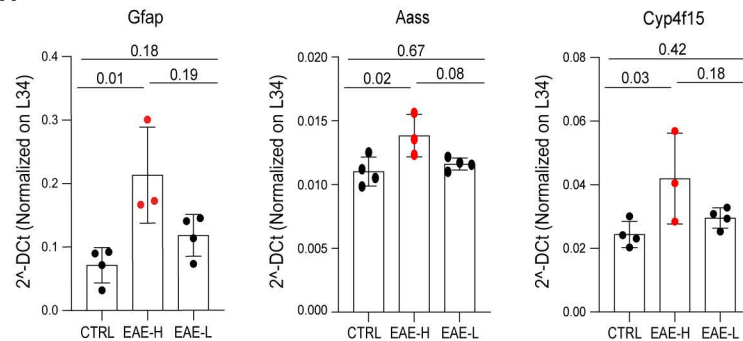 Gfap
0.18
0.01
0.19
2^-DCt (Normalized on L34)
0.4
0.3
0.2
0.1
0.0
CTRL EAE-H EAE-L
Aass
0.67
0.02
0.08
2^-DCt (Normalized on L34)
0.020
0.015
0.010
0.005
0.000
CTRL EAE-H EAE-L
Cyp4f15
0.42
0.03
0.18
2^-DCt (Normalized on L34)
0.08
0.06
0.04
0.02
0.00
CTRL EAE-H EAE-L